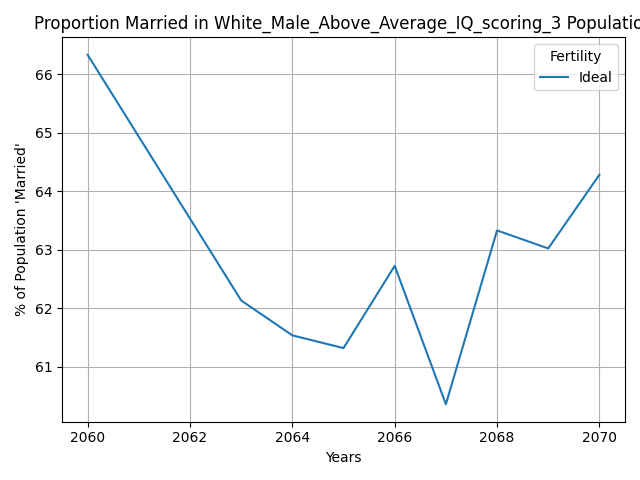 Proportion Married in White_Male_Above_Average_IQ_scoring_3 Populatio
Fertility
Ideal
% of Population 'Married'
66
65
64
63
62
61
2060 2062 2064 2066 2068 2070
Years